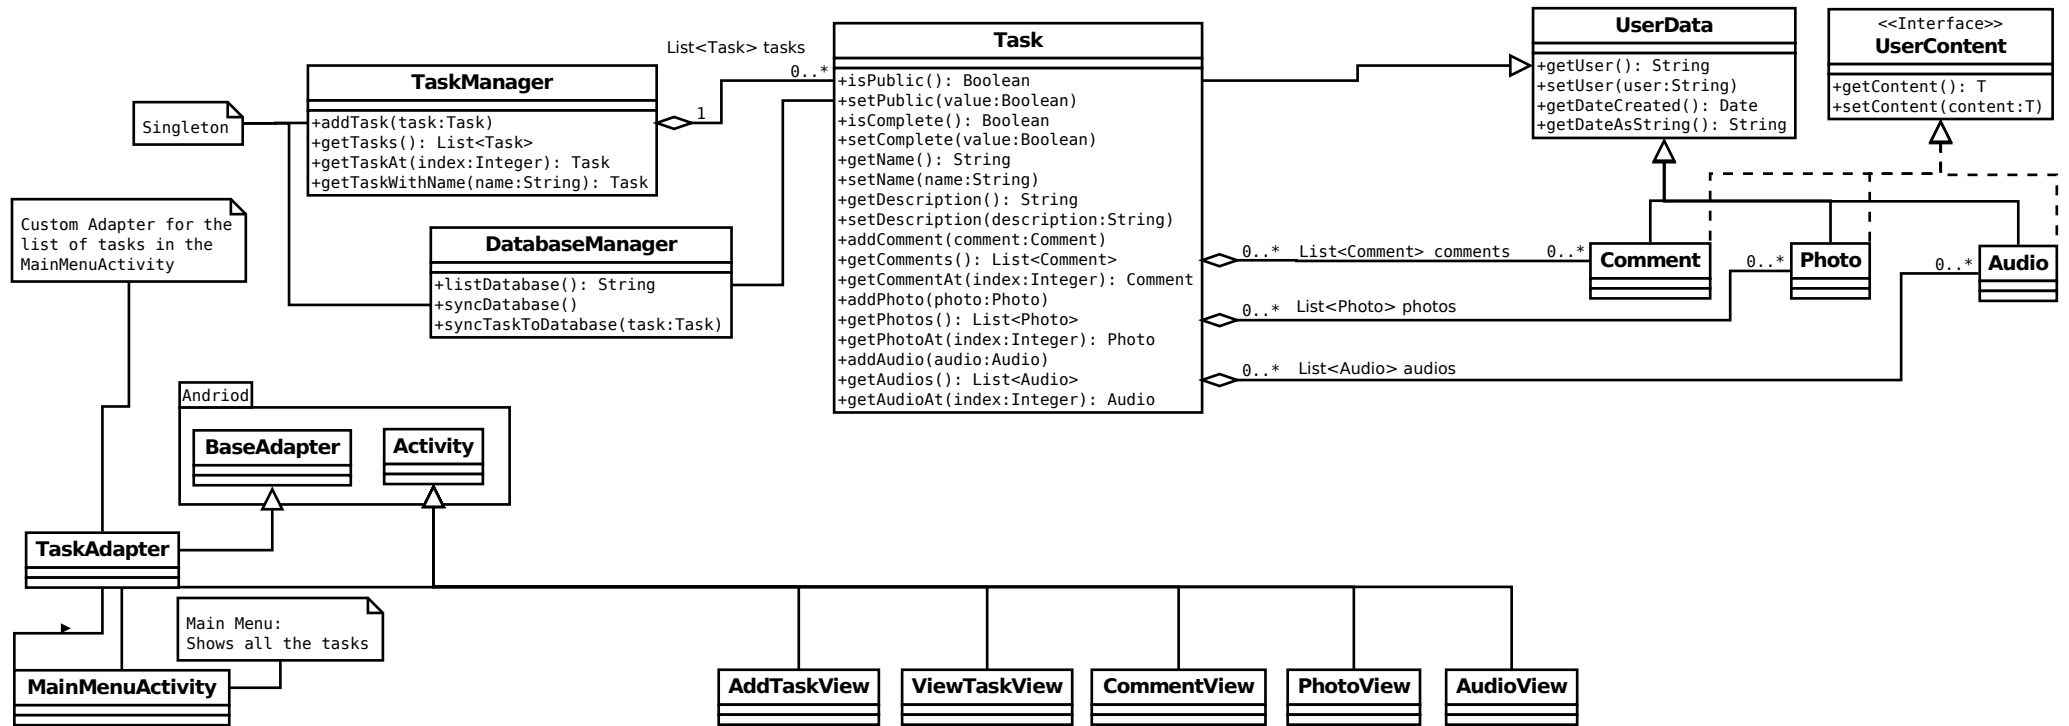 List<Task> tasks
0..*
1
Singleton
TaskManager
+addTask(task:Task)
+getTasks(): List<Task>
+getTaskAt(index:Integer): Task
+getTaskWithName(name:String): Task
Task
+isPublic(): Boolean
+setPublic(value:Boolean)
+isComplete(): Boolean
+setComplete(value:Boolean)
+getName(): String
+setName(name:String)
+getDescription(): String
+setDescription(description:String)
+addComment(comment:Comment)
+getComments(): List<Comment>
+getCommentAt(index:Integer): Comment
+addPhoto(photo:Photo)
+getPhotos(): List<Photo>
+getPhotoAt(index:Integer): Photo
+addAudio(audio:Audio)
+getAudios(): List<Audio>
+getAudioAt(index:Integer): Audio
UserData
+getUser(): String
+setUser(user:String)
+getDateCreated(): Date
+getDateAsString(): String
<<Interface>>
UserContent
+getContent(): T
+setContent(content:T)
Custom Adapter for the
list of tasks in the
MainMenuActivity
DatabaseManager
+listDatabase(): String
+syncDatabase()
+syncTaskToDatabase(task:Task)
0..* List<Comment> comments 0..*
Comment
0..* List<Photo> photos 0..*
Photo
0..* List<Audio> audios 0..*
Audio
Andriod
BaseAdapter
Activity
TaskAdapter
Main Menu:
Shows all the tasks
MainMenuActivity
AddTaskView
ViewTaskView
CommentView
PhotoView
AudioView